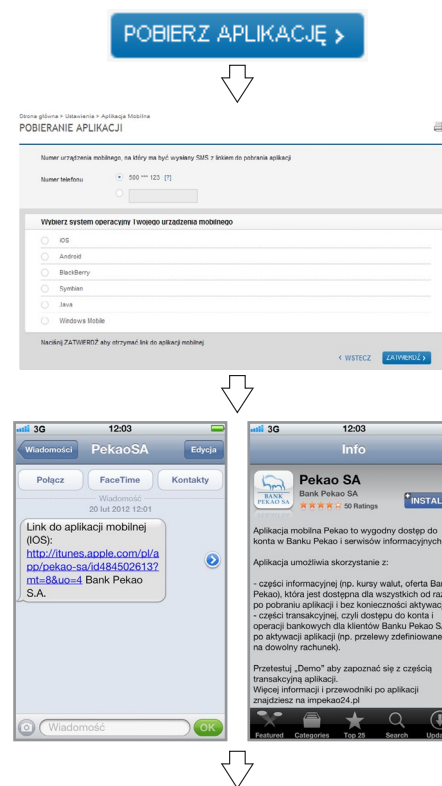 POBIERZ APLIKACJĘ >
Strona główna > Ustawienia > Aplikacja Mobilna
POBIERANIE APLIKACJI
Numer urządzenia mobilnego, na który ma być wysłany SMS z linkiem do pobrania aplikacji
Numer telefonu 500 *** 123 [?]
Wybierz system operacyjny Twojego urządzenia mobilnego
iOS
Android
BlackBerry
Symbian
Java
Windows Mobile
Naciśnij ZATWIERDŹ aby otrzymać link do aplikacji mobilnej
< WSTECZ ZATWIERDŹ >
3G 12:03
Wiadomości PekaoSA Edycja
Połącz FaceTime Kontakty
Wiadomość
20 lut 2012 12:01
Link do aplikacji mobilnej
(IOS):
http://itunes.apple.com/pl/a
pp/pekao-sa/id484502613?
mt=8&uo=4 Bank Pekao
S.A.
Wiadomość OK
3G 12:03
Info
BANK
PEKAO SA
Pekao SA
Bank Pekao SA
50 Ratings
INSTAL
Aplikacja mobilna Pekao to wygodny dostęp do
konta w Banku Pekao i serwisów informacyjnych
Aplikacja umożliwia skorzystanie z:
- części informacyjnej (np. kursy walut, oferta Ban
Pekao), która jest dostępna dla wszystkich od raz
po pobraniu aplikacji i bez konieczności aktywac
- części transakcyjnej, czyli dostępu do konta i
operacji bankowych dla klientów Banku Pekao SA
po aktywacji aplikacji (np. przelewy zdefiniowane
na dowolny rachunek).
Przetestuj „Demo" aby zapoznać się z częścią
transakcyjną aplikacji.
Więcej informacji i przewodniki po aplikacji
znajdziesz na impekao24.pl
Featured Categories Top 25 Search Upda